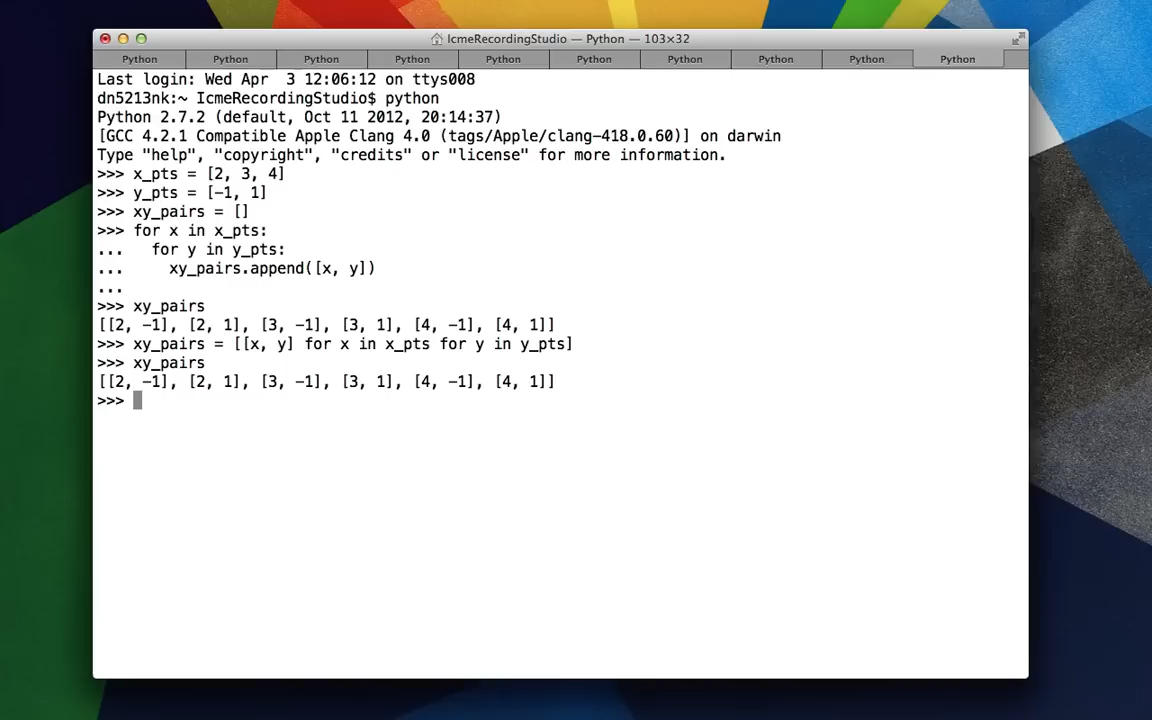 IcmeRecordingStudio — Python — 103×32
Python Python Python Python Python Python Python Python Python Python
Last login: Wed Apr  3 12:06:12 on ttys008
dn5213nk:~ IcmeRecordingStudio$ python
Python 2.7.2 (default, Oct 11 2012, 20:14:37)
[GCC 4.2.1 Compatible Apple Clang 4.0 (tags/Apple/clang-418.0.60)] on darwin
Type "help", "copyright", "credits" or "license" for more information.
>>> x_pts = [2, 3, 4]
>>> y_pts = [-1, 1]
>>> xy_pairs = []
>>> for x in x_pts:
...   for y in y_pts:
...     xy_pairs.append([x, y])
...
>>> xy_pairs
[[2, -1], [2, 1], [3, -1], [3, 1], [4, -1], [4, 1]]
>>> xy_pairs = [[x, y] for x in x_pts for y in y_pts]
>>> xy_pairs
[[2, -1], [2, 1], [3, -1], [3, 1], [4, -1], [4, 1]]
>>>